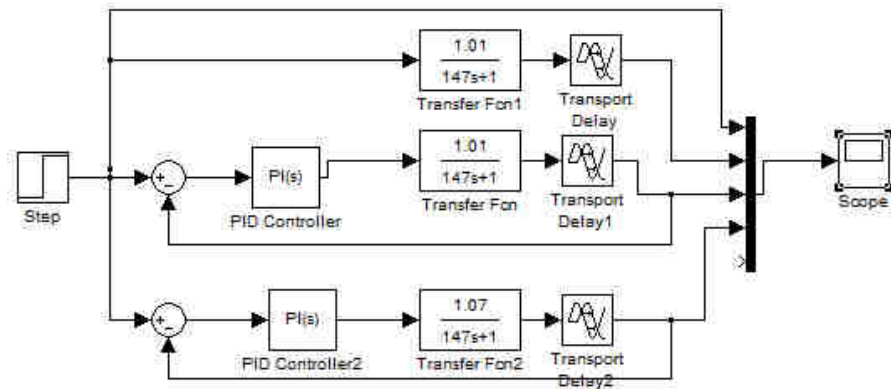 1.01
147s+1
Transfer Fcn1
Transport
Delay
Step
+
−
PI(s)
PID Controller
1.01
147s+1
Transfer Fcn
Transport
Delay1
Scope
+
−
PI(s)
PID Controller2
1.07
147s+1
Transfer Fcn2
Transport
Delay2